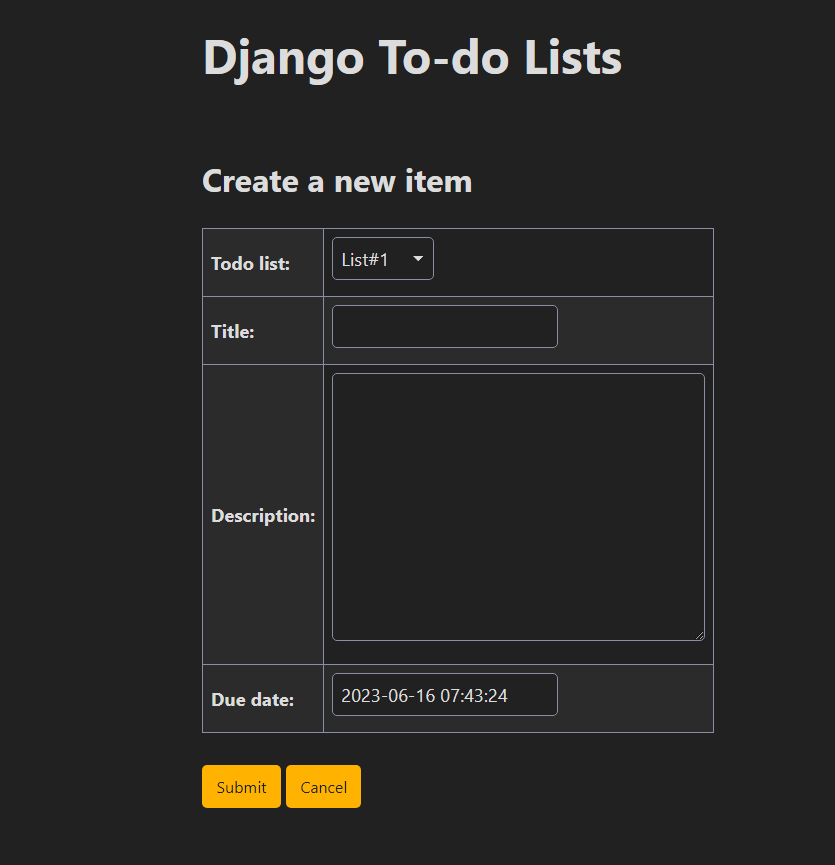 Django To-do Lists
Create a new item
Todo list:
List#1
Title:
Description:
Due date:
2023-06-16 07:43:24
Submit Cancel